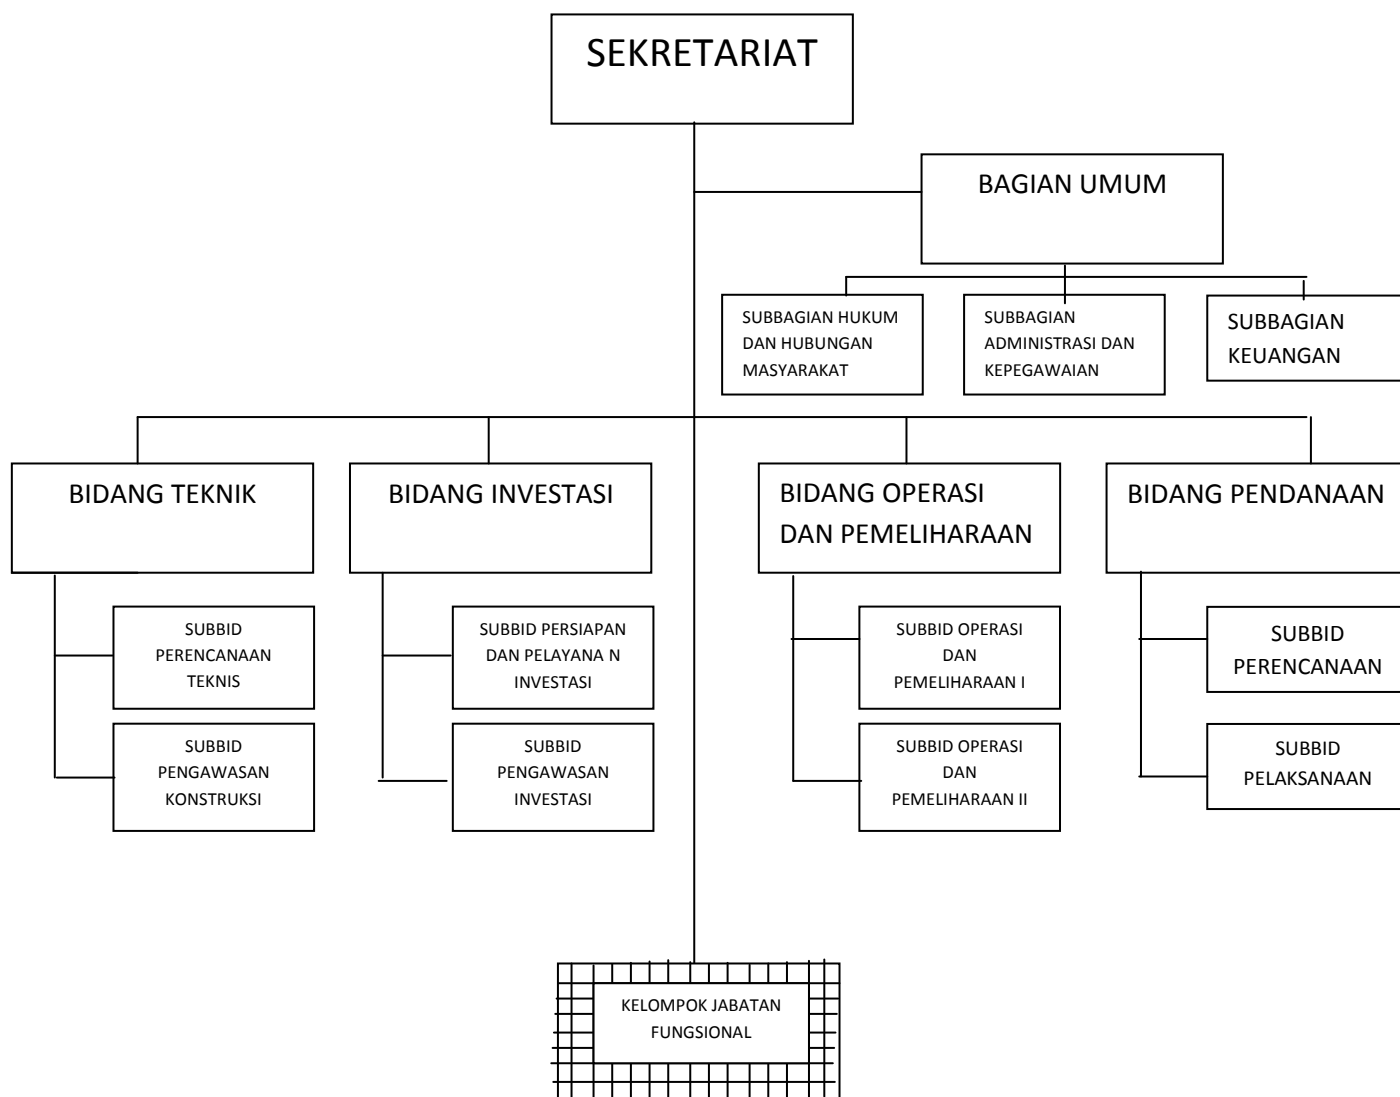 SEKRETARIAT
BAGIAN UMUM
SUBBAGIAN HUKUM
DAN HUBUNGAN
MASYARAKAT
SUBBAGIAN
ADMINISTRASI DAN
KEPEGAWAIAN
SUBBAGIAN
KEUANGAN
BIDANG TEKNIK
BIDANG INVESTASI
BIDANG OPERASI
DAN PEMELIHARAAN
BIDANG PENDANAAN
SUBBID
PERENCANAAN
TEKNIS
SUBBID PERSIAPAN
DAN PELAYANA N
INVESTASI
SUBBID OPERASI
DAN
PEMELIHARAAN I
SUBBID
PERENCANAAN
SUBBID
PENGAWASAN
KONSTRUKSI
SUBBID
PENGAWASAN
INVESTASI
SUBBID OPERASI
DAN
PEMELIHARAAN II
SUBBID
PELAKSANAAN
KELOMPOK JABATAN
FUNGSIONAL